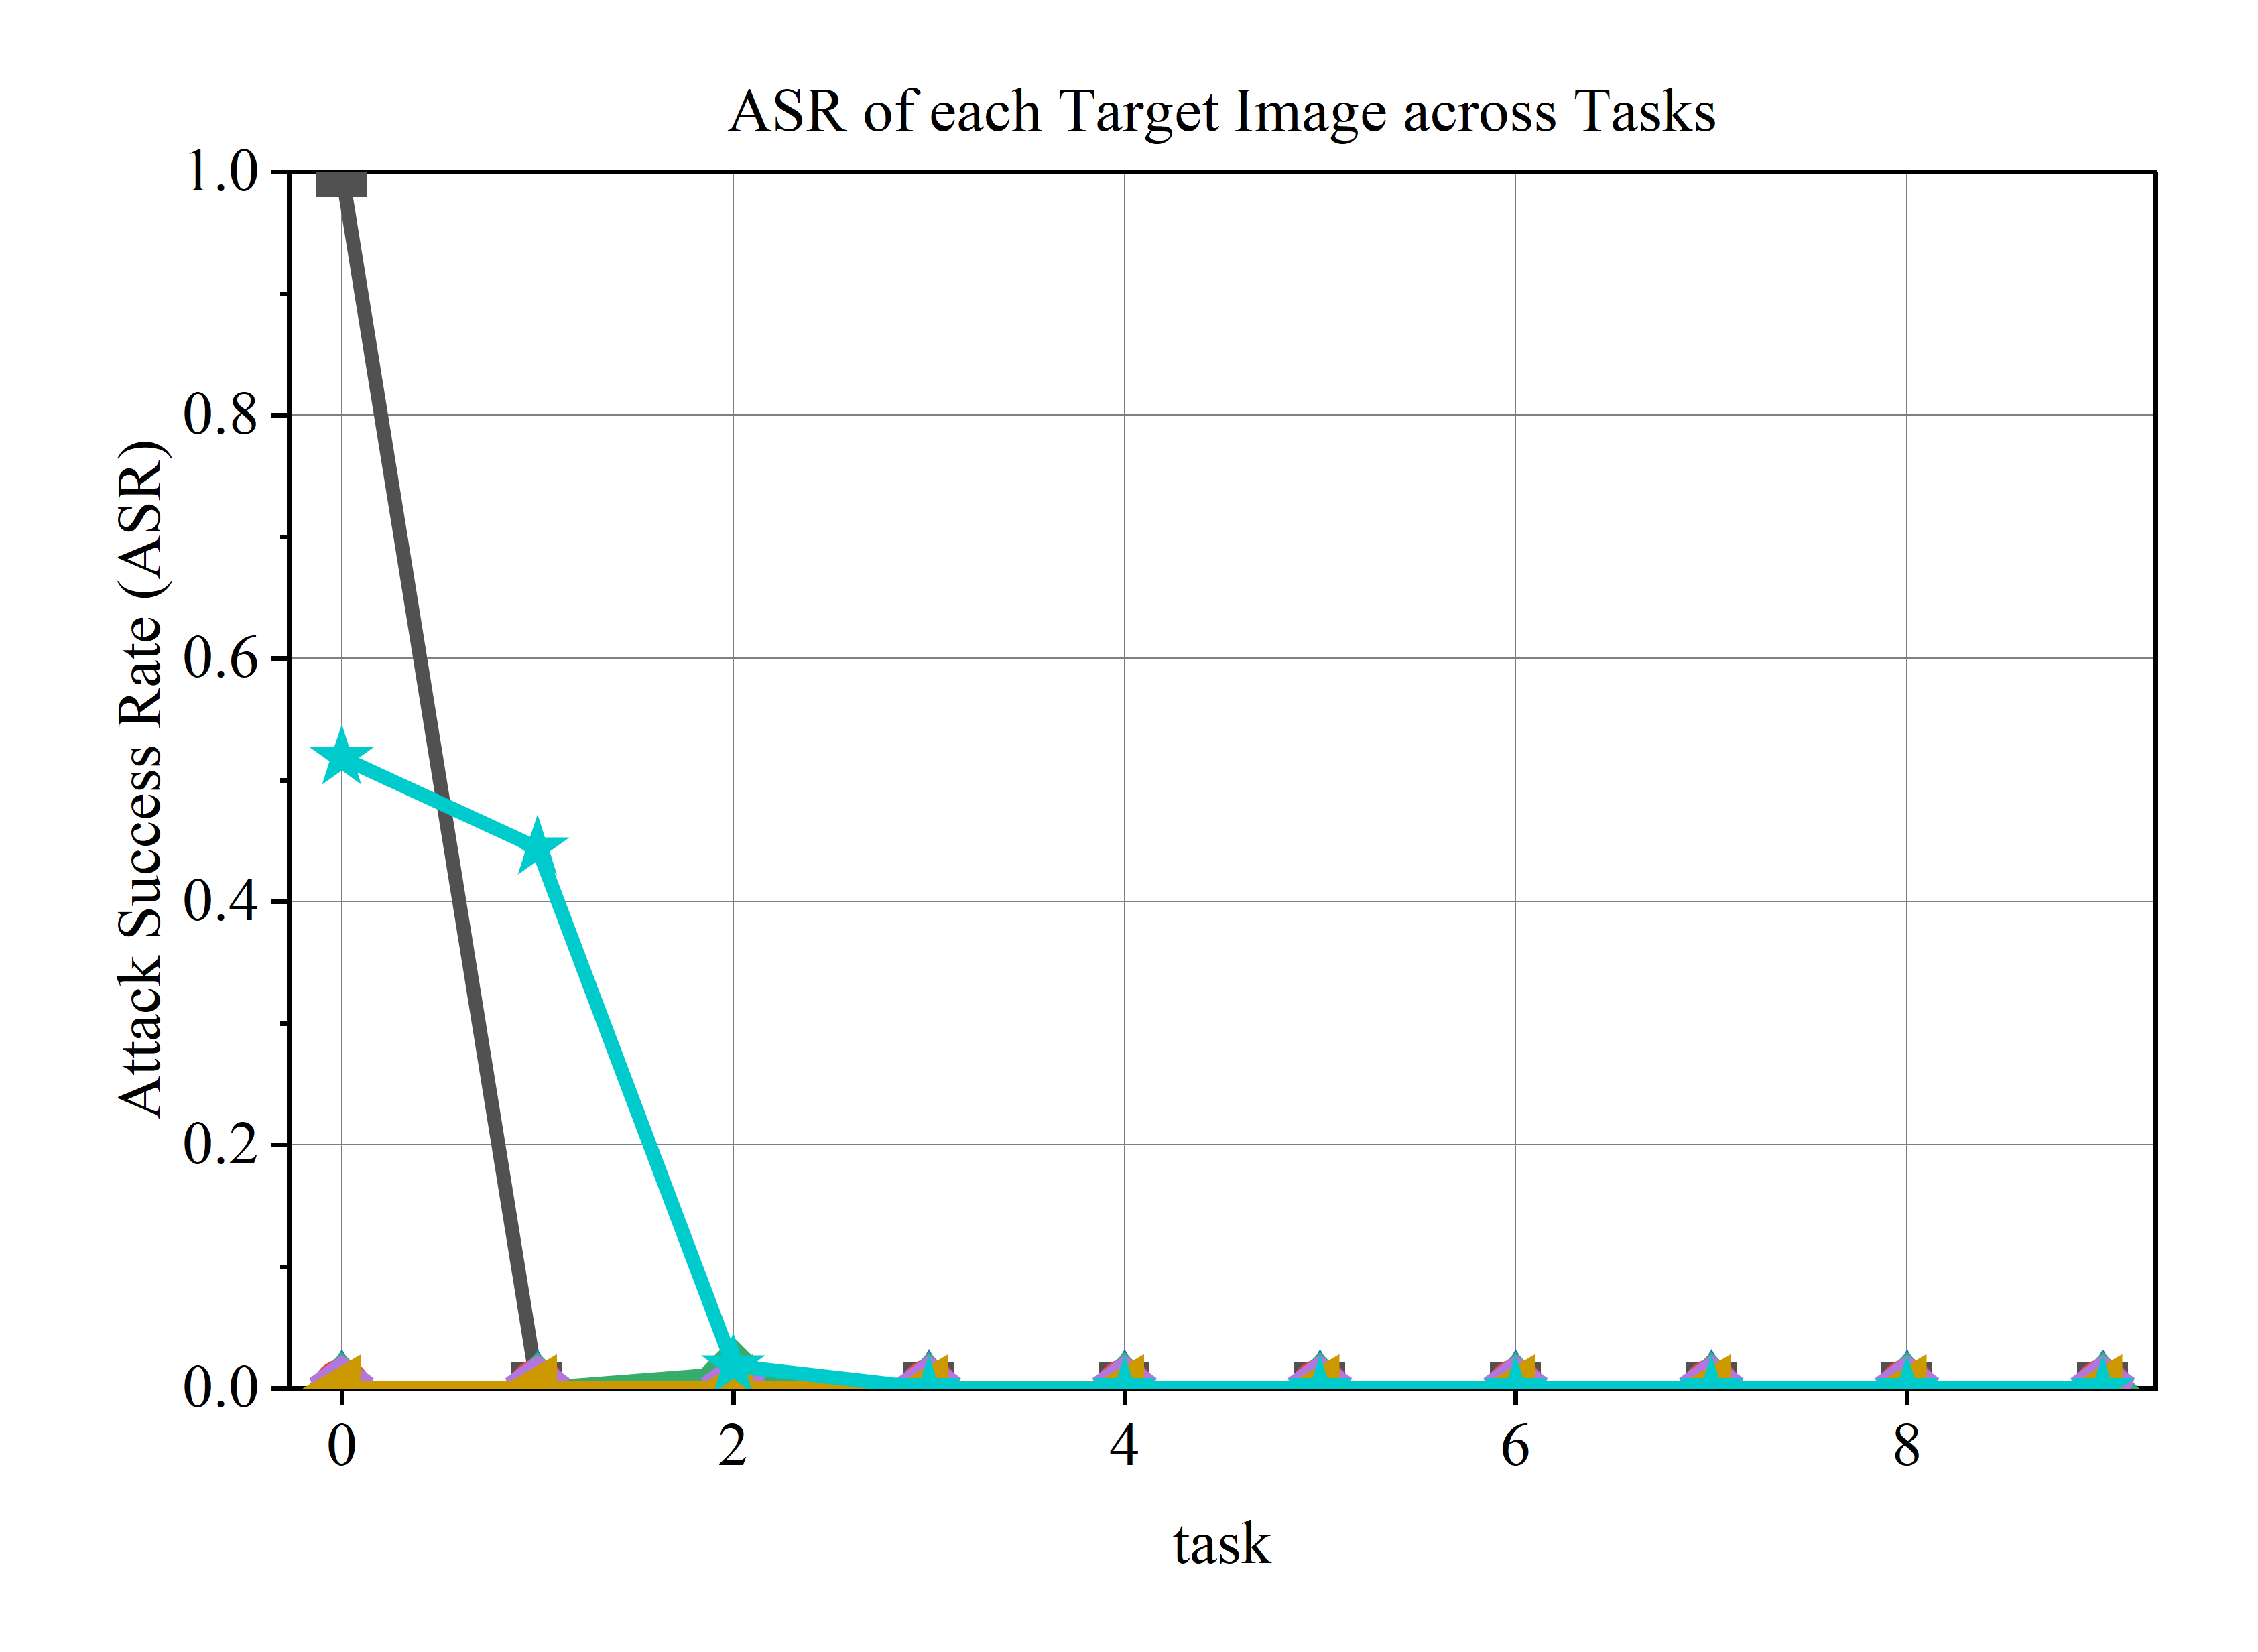 ASR of each Target Image across Tasks
1.0
0.8
0.6
0.4
0.2
0.0
Attack Success Rate (ASR)
0 2 4 6 8
task